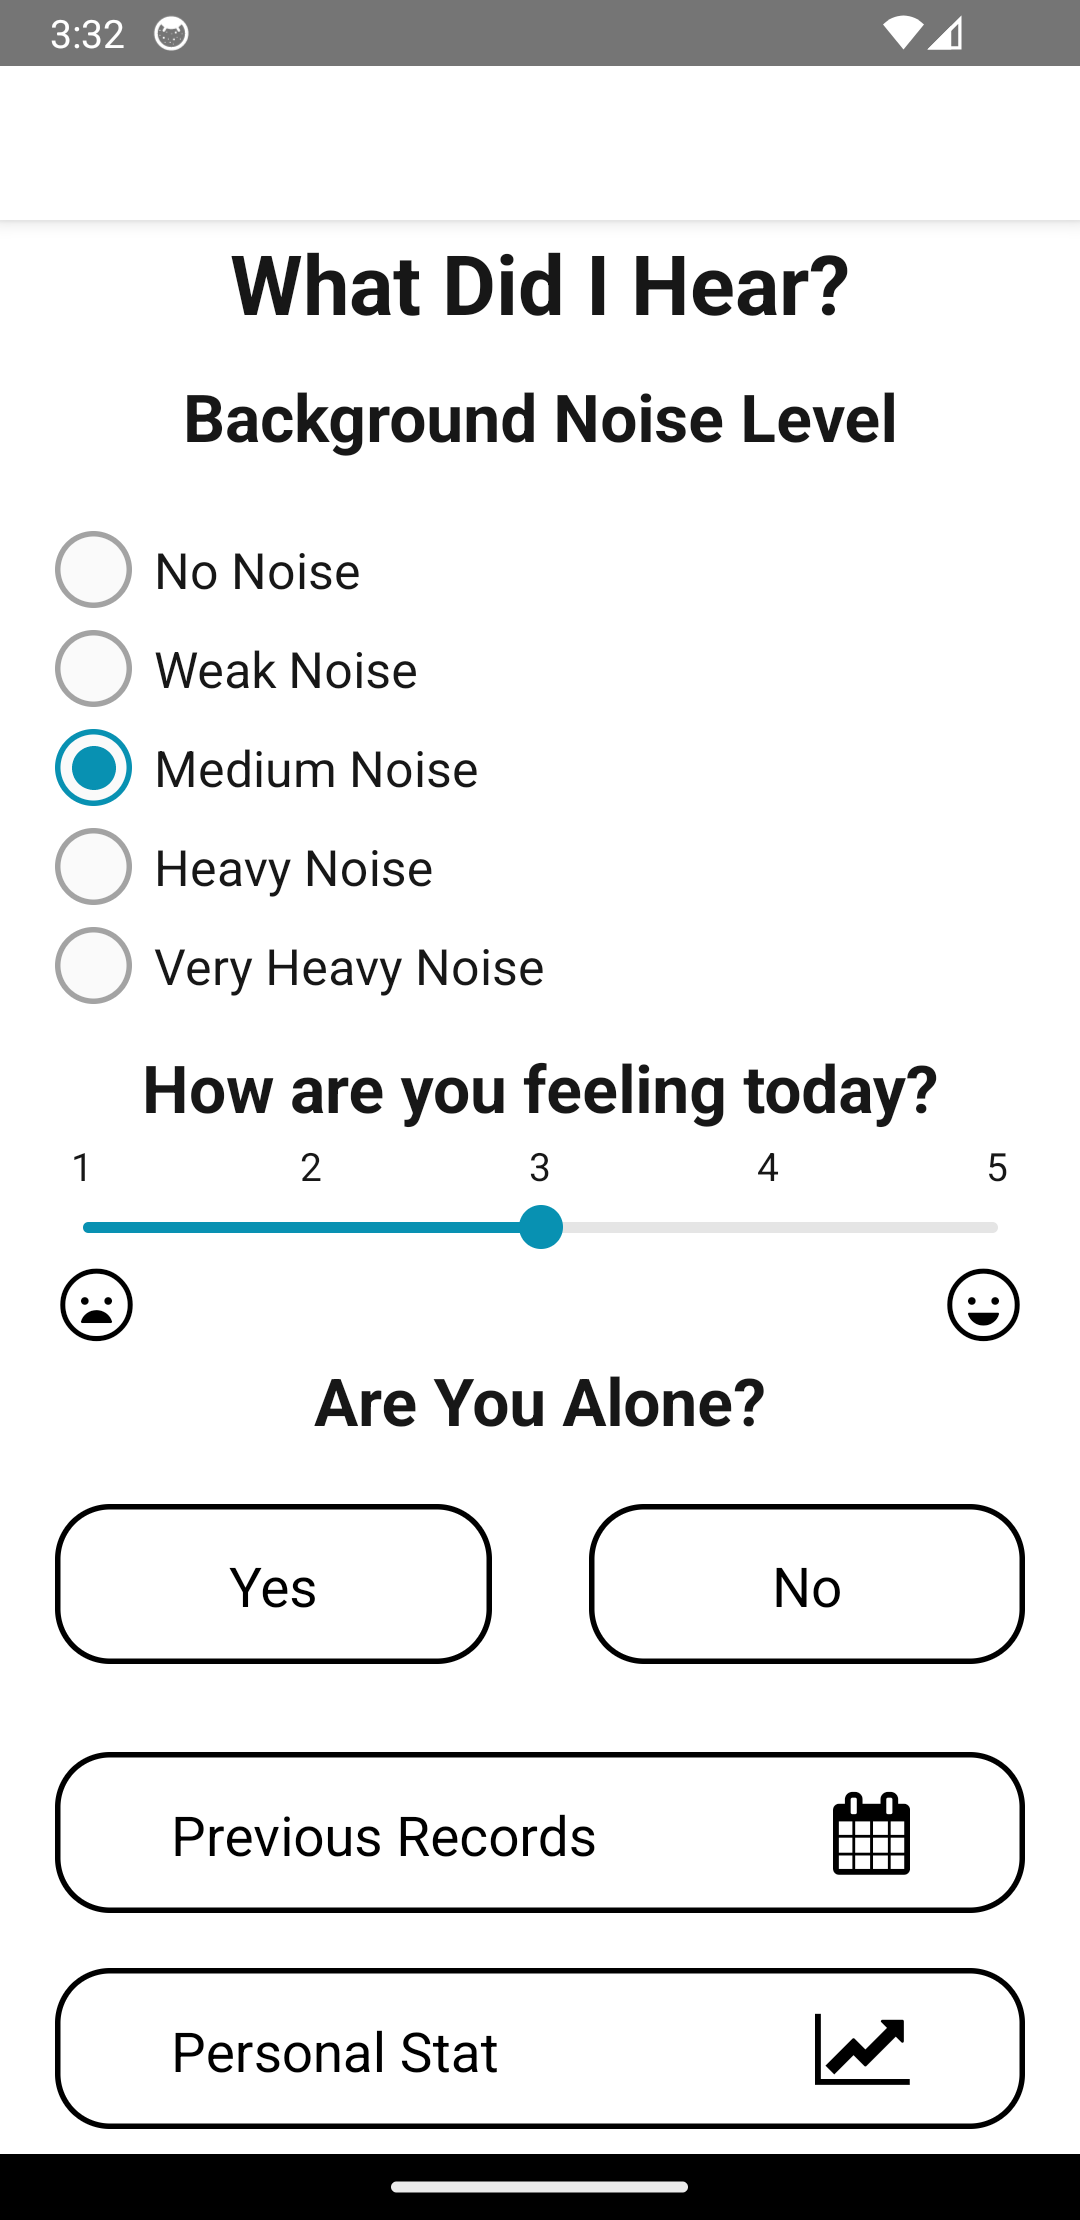 3:32
What Did I Hear?
Background Noise Level
No Noise
Weak Noise
Medium Noise
Heavy Noise
Very Heavy Noise
How are you feeling today?
1 2 3 4 5
Are You Alone?
Yes No
Previous Records
Personal Stat